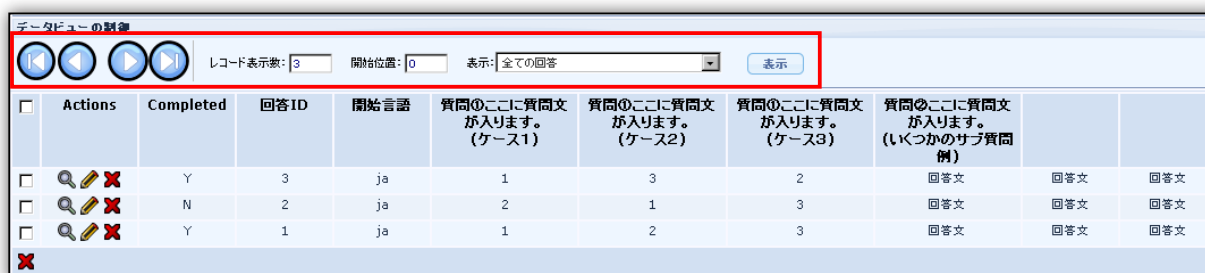 データビューの制御
レコード表示数: 3 開始位置: 0 表示: 全ての回答 表示
Actions Completed 回答ID 開始言語 質問①ここに質問文が入ります。(ケース1) 質問①ここに質問文が入ります。(ケース2) 質問①ここに質問文が入ります。(ケース3) 質問②ここに質問文が入ります。(いくつかのサブ質問例)
Y 3 ja 1 3 2 回答文 回答文 回答文
N 2 ja 2 1 3 回答文 回答文 回答文
Y 1 ja 1 2 3 回答文 回答文 回答文